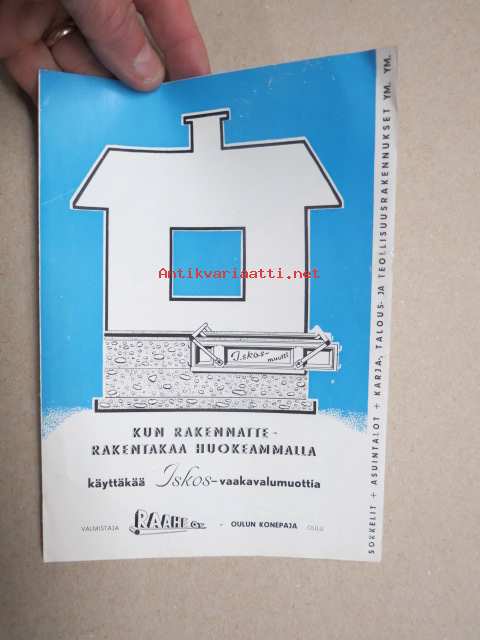 Antikvariaatti.net
Iskos-
muotti
KUN RAKENNATTE -
RAKENTAKAA HUOKEAMMALLA
käyttäkää Iskos-vaakavalumuottia
VALMISTAJA RAAHE Oy. - OULUN KONEPAJA OULU
SOKKELIT + ASUINTALOT + KARJA, TALOUS- JA TEOLLISUUSRAKENNUKSET YM. YM.